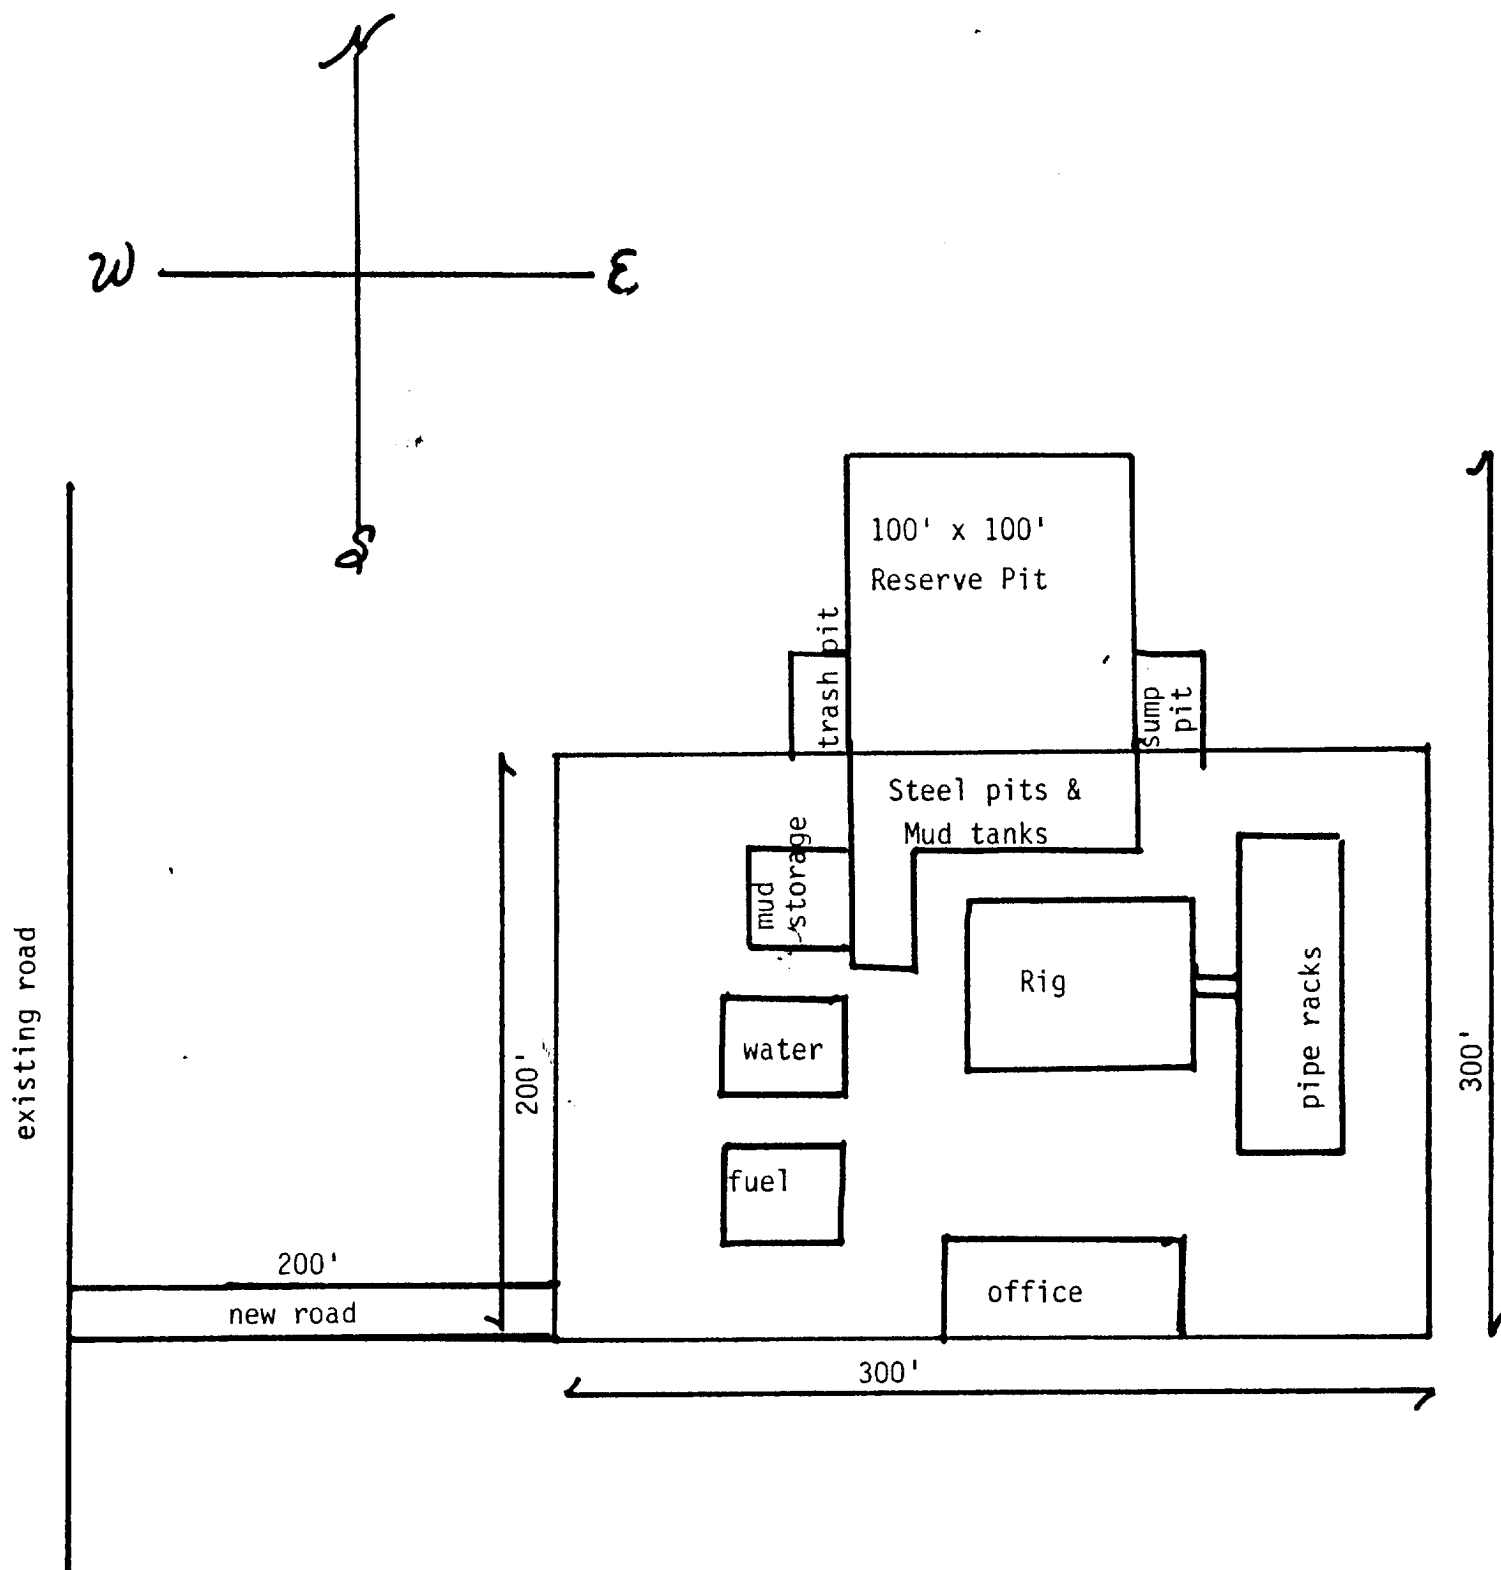 N
W
E
S
100' x 100'
Reserve Pit
trash pit
sump
pit
Steel pits &
Mud tanks
mud
storage
existing road
200'
water
Rig
pipe racks
300'
fuel
200'
new road
office
300'